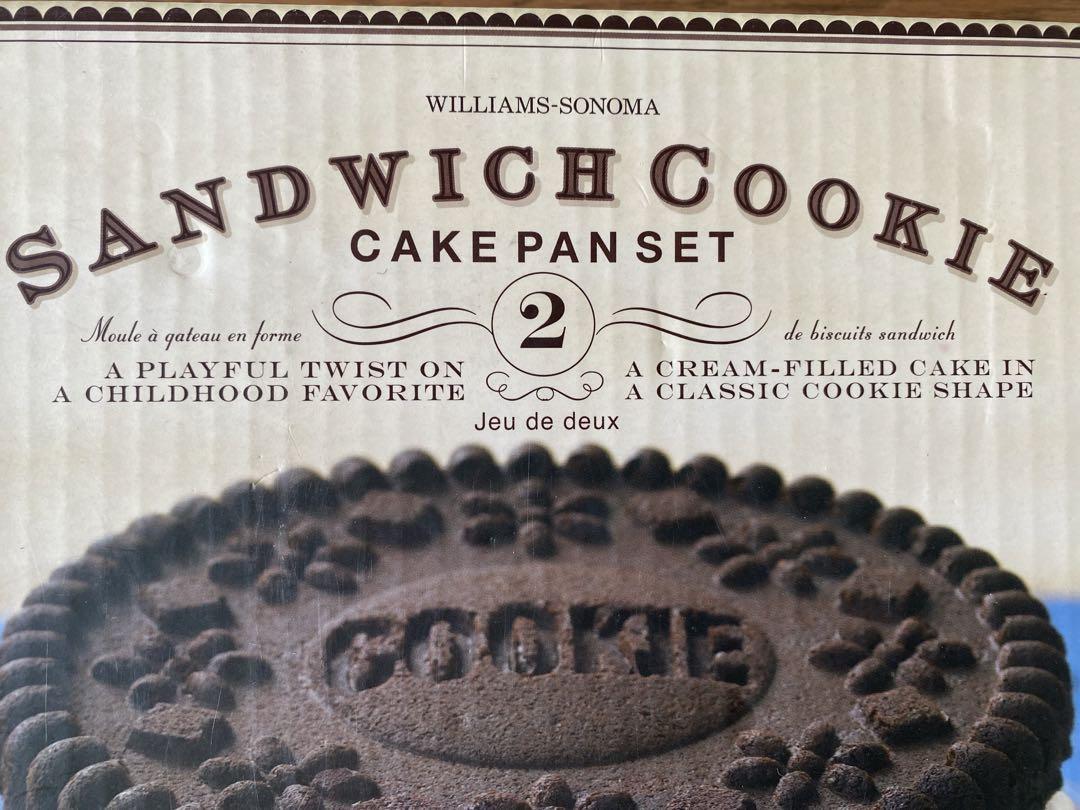 WILLIAMS-SONOMA
SANDWICH COOKIE
CAKE PAN SET
2
Moule à gateau en forme de biscuits sandwich
A PLAYFUL TWIST ON
A CHILDHOOD FAVORITE
A CREAM-FILLED CAKE IN
A CLASSIC COOKIE SHAPE
Jeu de deux
COOKIE